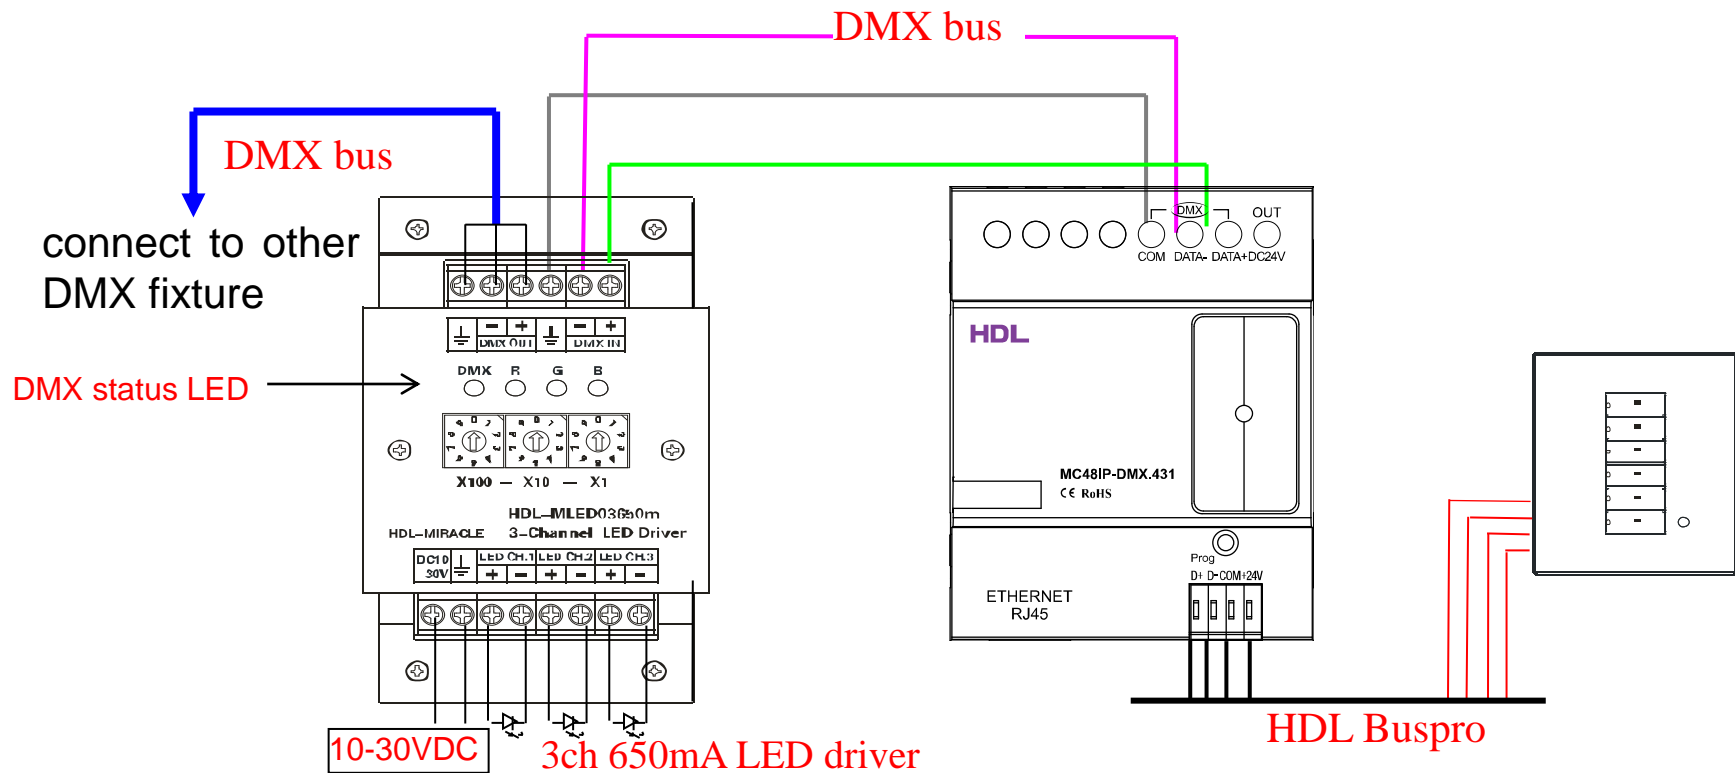 DMX bus
DMX bus
connect to other
DMX fixture
DMX
OUT
COM DATA- DATA+DC24V
- + - +
DMX OUT DMX IN
HDL
DMX status LED
DMX R G B
X100 — X10 — X1
MC48IP-DMX.431
CE RoHS
HDL-MLED03650m
HDL-MIRACLE 3-Channel LED Driver
DC10 30V
LED CH.1 LED CH.2 LED CH.3
+ - + - + -
Prog
D+ D- COM +24V
ETHERNET
RJ45
10-30VDC
3ch 650mA LED driver
HDL Buspro